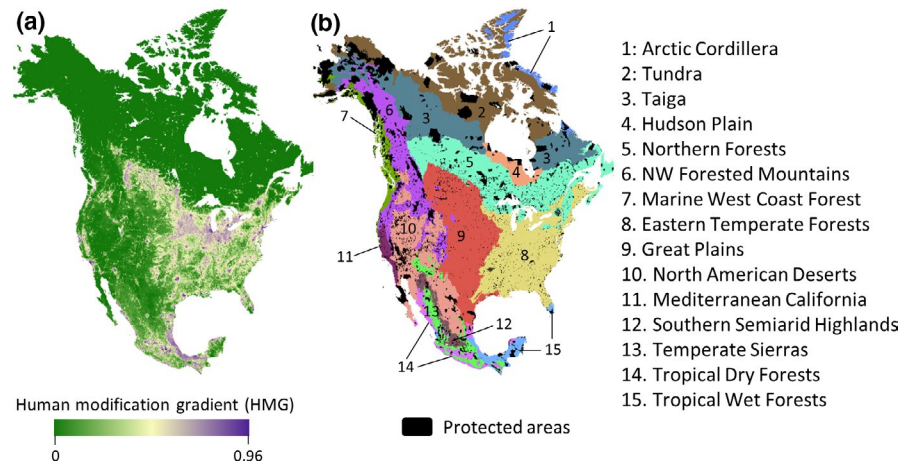 (a)
(b)
1
2
3
3
4
5
6
7
8
9
10
11
12
13
14
15
Human modification gradient (HMG)
0
0.96
Protected areas
1: Arctic Cordillera
2: Tundra
3. Taiga
4: Hudson Plain
5: Northern Forests
6: NW Forested Mountains
7: Marine West Coast Forest
8: Eastern Temperate Forests
9: Great Plains
10: North American Deserts
11: Mediterranean California
12: Southern Semiarid Highlands
13: Temperate Sierras
14: Tropical Dry Forests
15. Tropical Wet Forests